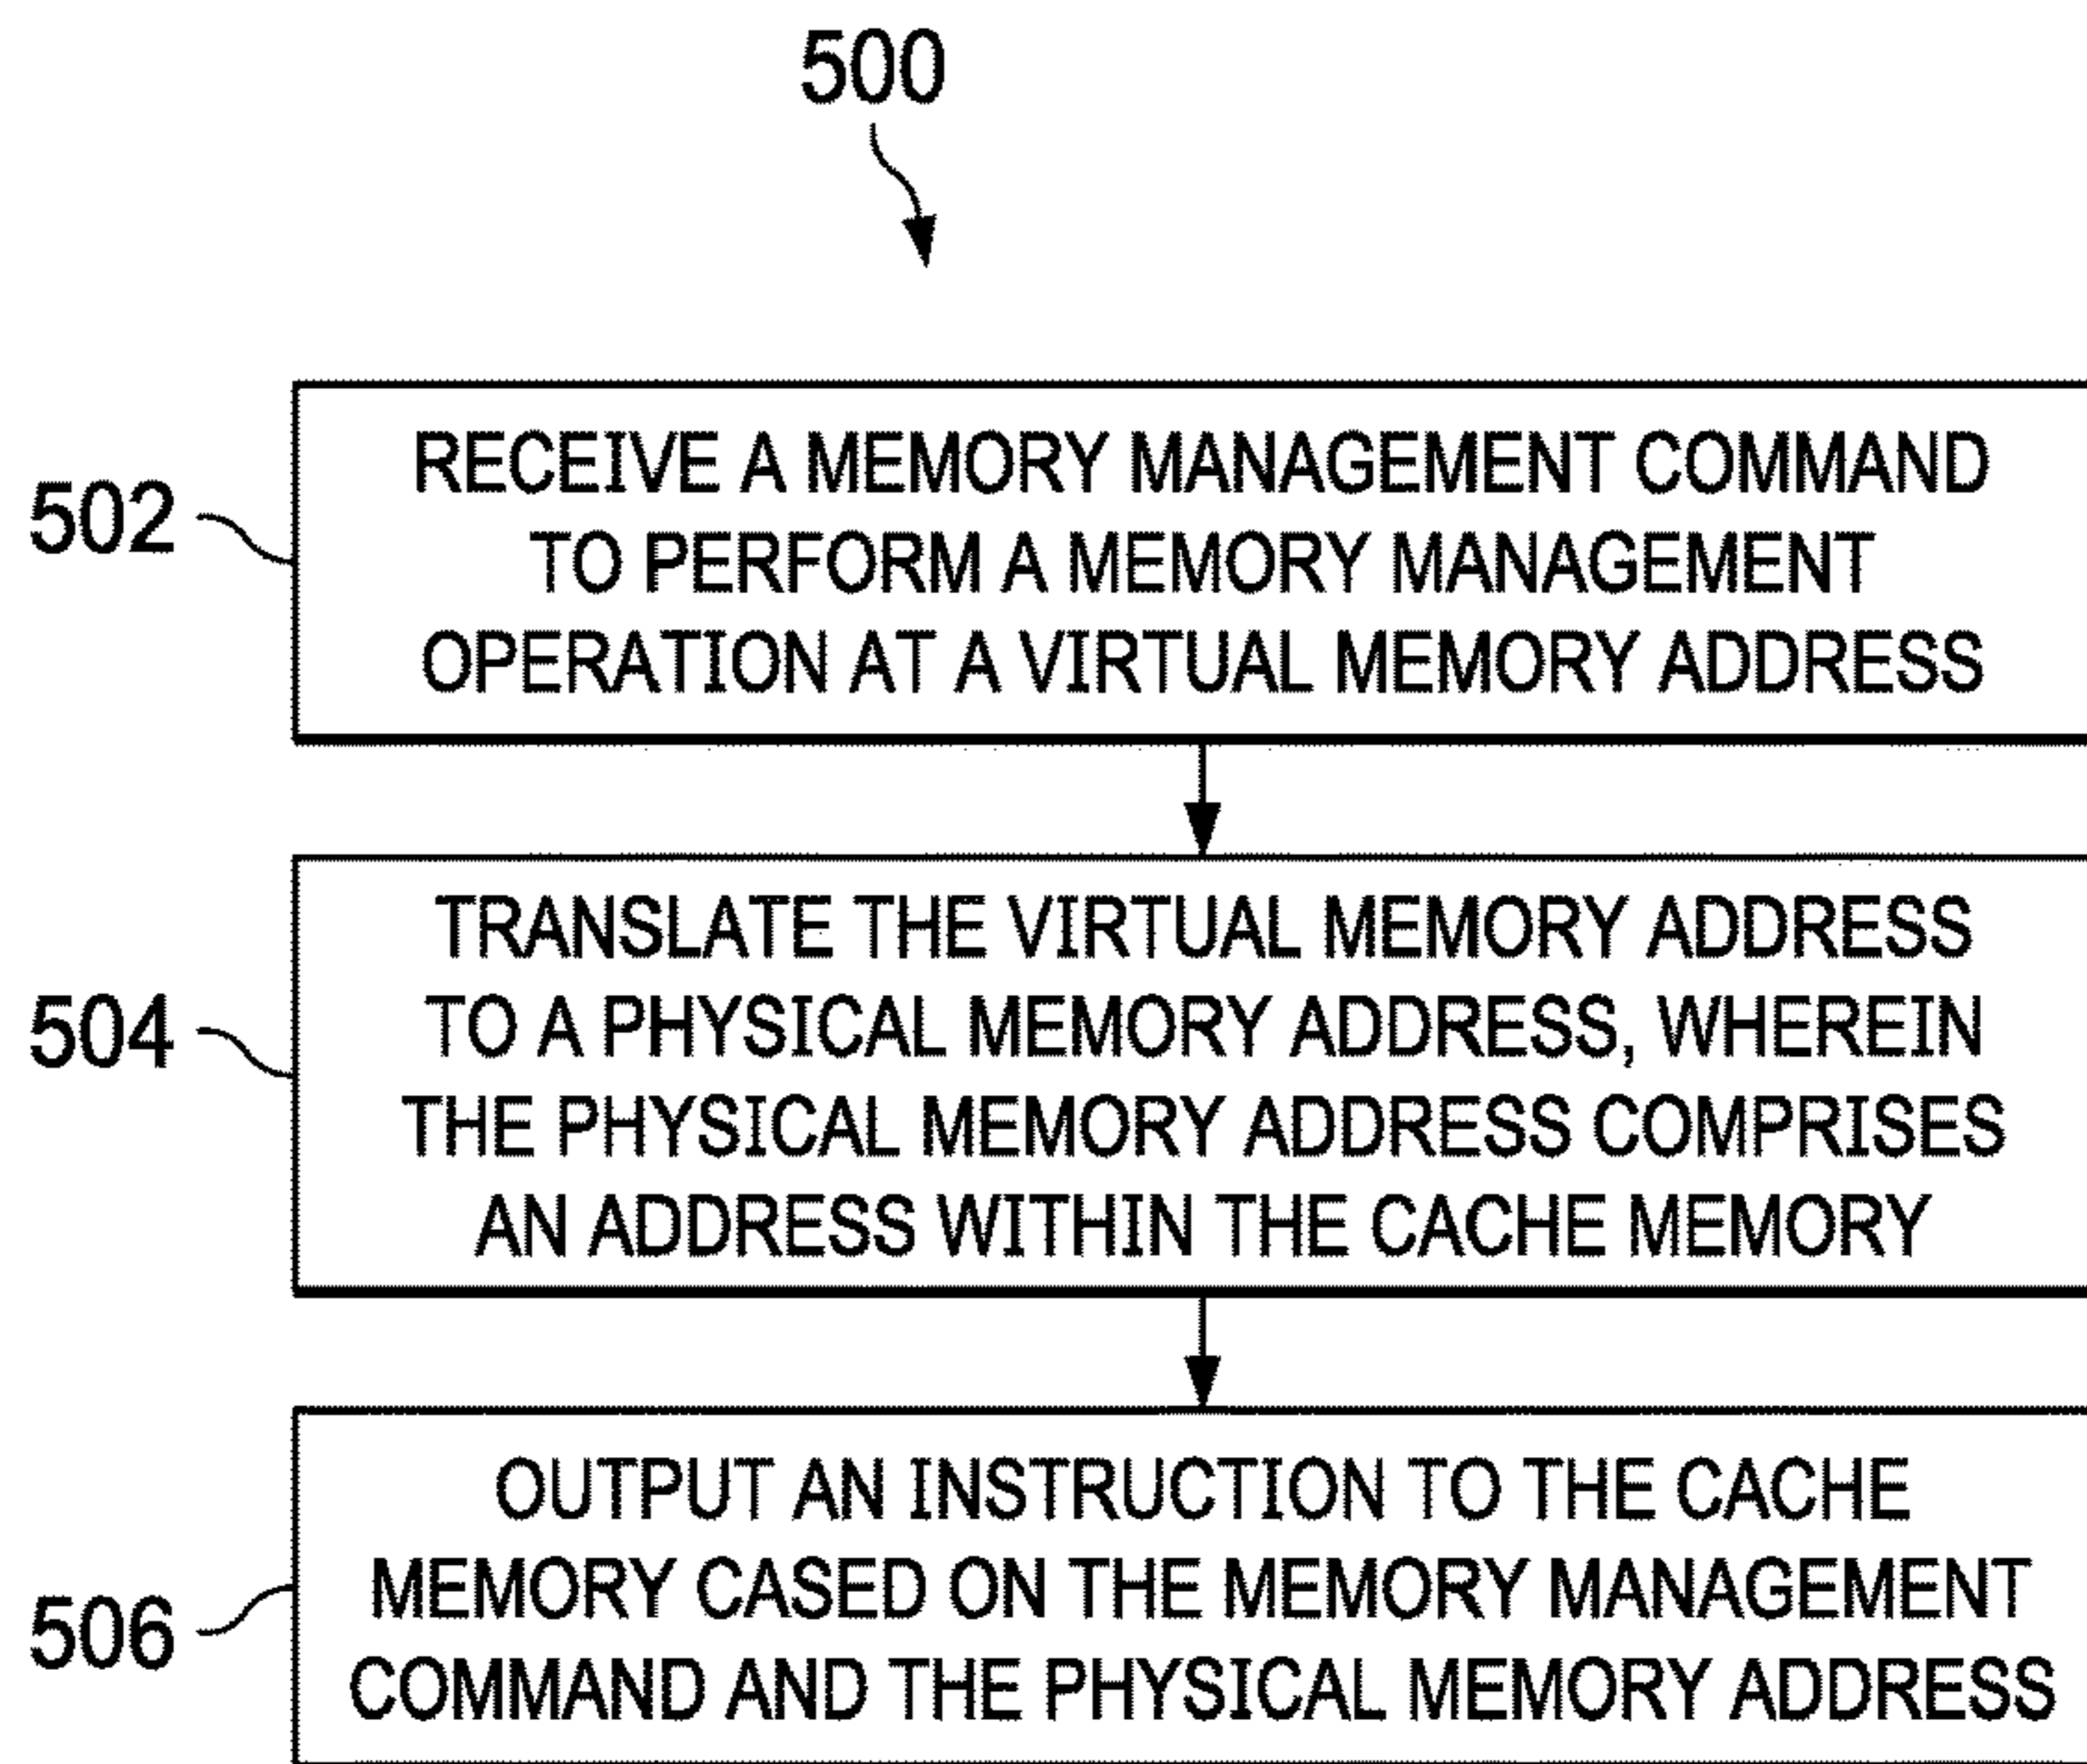 500
502
RECEIVE A MEMORY MANAGEMENT COMMAND
TO PERFORM A MEMORY MANAGEMENT
OPERATION AT A VIRTUAL MEMORY ADDRESS
504
TRANSLATE THE VIRTUAL MEMORY ADDRESS
TO A PHYSICAL MEMORY ADDRESS, WHEREIN
THE PHYSICAL MEMORY ADDRESS COMPRISES
AN ADDRESS WITHIN THE CACHE MEMORY
506
OUTPUT AN INSTRUCTION TO THE CACHE
MEMORY CASED ON THE MEMORY MANAGEMENT
COMMAND AND THE PHYSICAL MEMORY ADDRESS